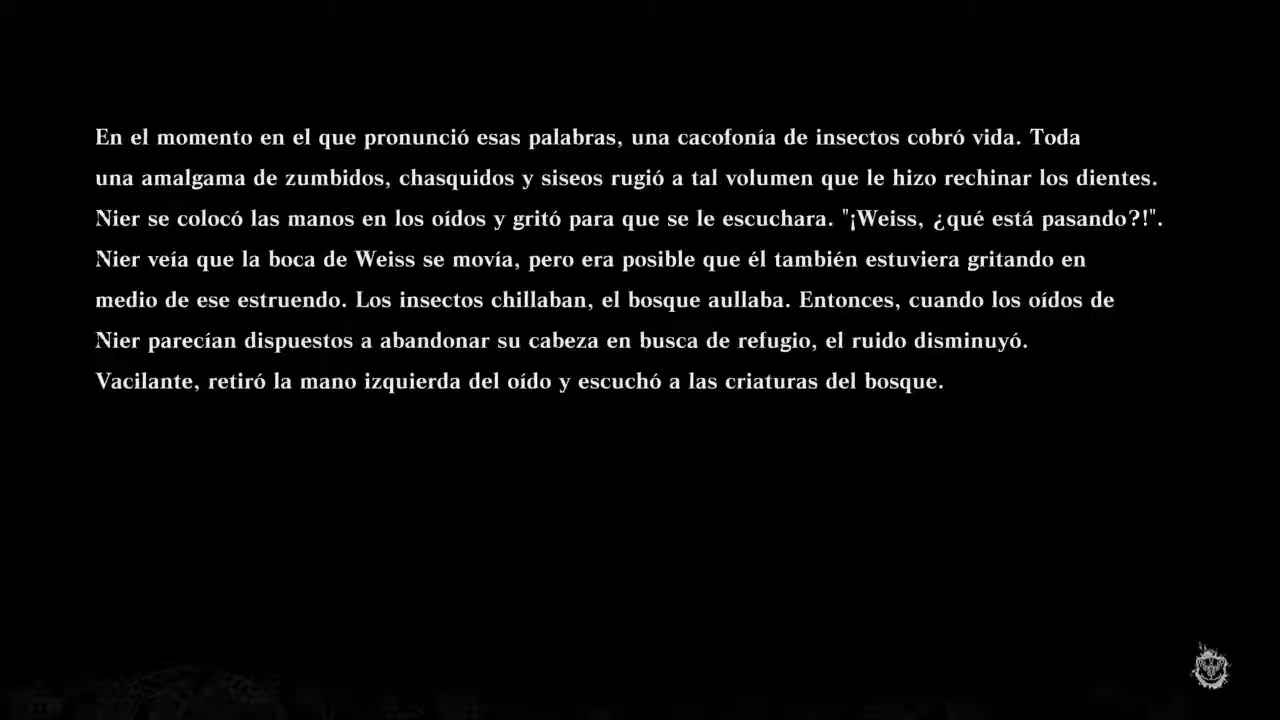 En el momento en el que pronunció esas palabras, una cacofonía de insectos cobró vida. Toda
una amalgama de zumbidos, chasquidos y siseos rugió a tal volumen que le hizo rechinar los dientes.
Nier se colocó las manos en los oídos y gritó para que se le escuchara. "¡Weiss, ¿qué está pasando?!".
Nier veía que la boca de Weiss se movía, pero era posible que él también estuviera gritando en
medio de ese estruendo. Los insectos chillaban, el bosque aullaba. Entonces, cuando los oídos de
Nier parecían dispuestos a abandonar su cabeza en busca de refugio, el ruido disminuyó.
Vacilante, retiró la mano izquierda del oído y escuchó a las criaturas del bosque.